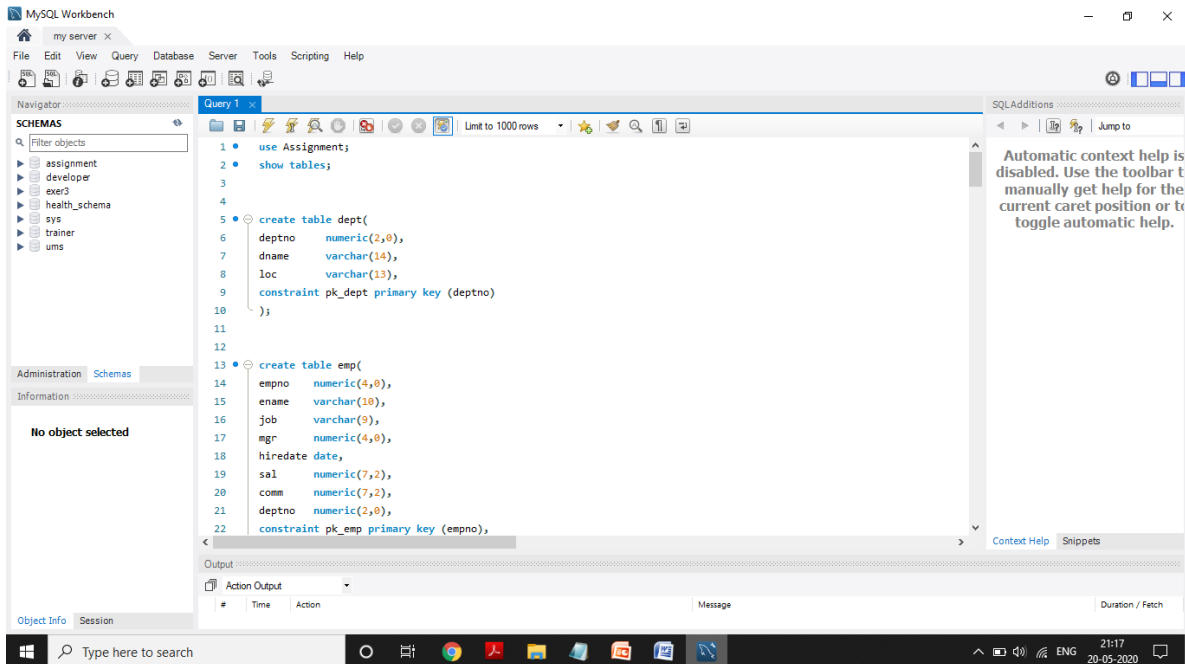 MySQL Workbench
my server
File Edit View Query Database Server Tools Scripting Help
Navigator
SCHEMAS
Filter objects
assignment
developer
exer3
health_schema
sys
trainer
ums
Administration Schemas
Information
No object selected
Object Info Session
Query 1
Limit to 1000 rows
1 use Assignment;
2 show tables;
3
4
5 create table dept(
6 deptno numeric(2,0),
7 dname varchar(14),
8 loc varchar(13),
9 constraint pk_dept primary key (deptno)
10 );
11
12
13 create table emp(
14 empno numeric(4,0),
15 ename varchar(10),
16 job varchar(9),
17 mgr numeric(4,0),
18 hiredate date,
19 sal numeric(7,2),
20 comm numeric(7,2),
21 deptno numeric(2,0),
22 constraint pk_emp primary key (empno),
Output
Action Output
# Time Action Message Duration / Fetch
SQLAdditions
Jump to
Automatic context help is
disabled. Use the toolbar t
manually get help for the
current caret position or to
toggle automatic help.
Context Help Snippets
Type here to search
ENG
21:17
20-05-2020